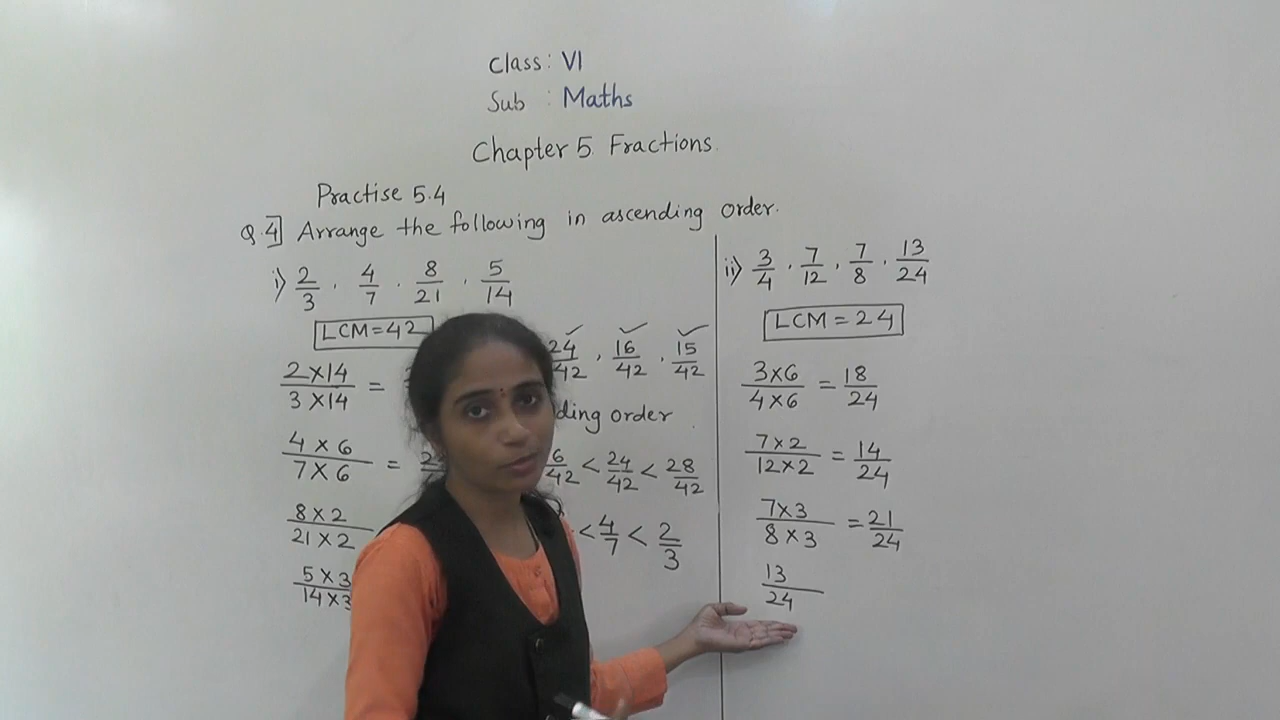 Class: VI
Sub : Maths
Chapter 5. Fractions.
Practise 5.4
Q.4] Arrange the following in ascending order.
i) 2/3 . 4/7 . 8/21 . 5/14
LCM=42
2×14/3×14 =
4×6/7×6 =
8×2/21×2
5×3/14×3
24/42 , 16/42 , 15/42
order.
< 24/42 < 28/42
< 4/7 < 2/3
ii) 3/4 . 7/12 . 7/8 . 13/24
LCM = 24
3×6/4×6 = 18/24
7×2/12×2 = 14/24
7×3/8×3 = 21/24
13/24